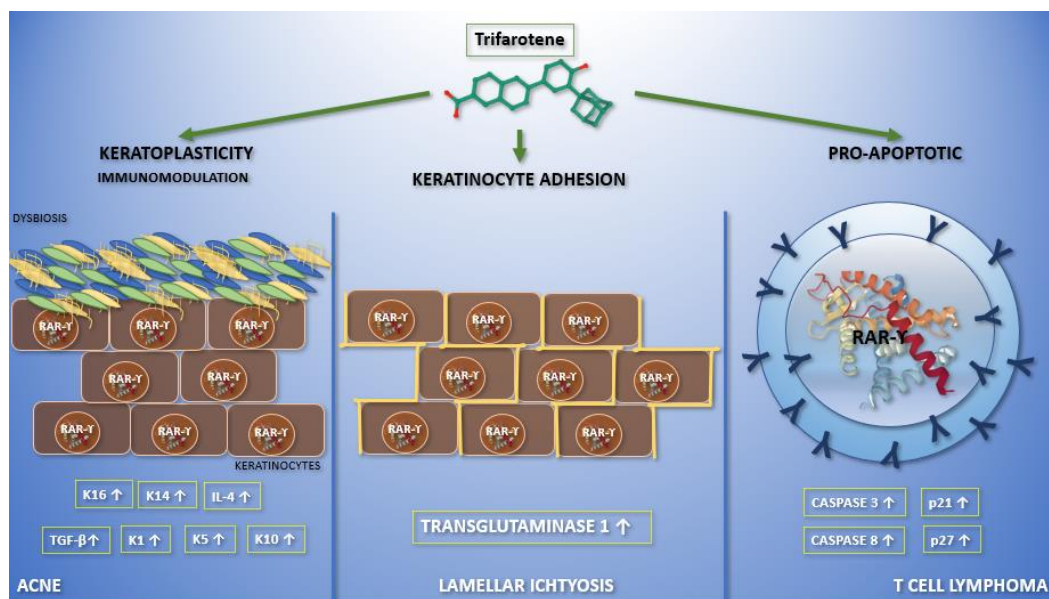 Trifarotene
KERATOPLASTICITY
IMMUNOMODULATION
KERATINOCYTE ADHESION
PRO-APOPTOTIC
DYSBIOSIS
RAR-Y RAR-Y RAR-Y
RAR-Y RAR-Y
RAR-Y RAR-Y RAR-Y
KERATINOCYTES
RAR-Y RAR-Y RAR-Y
RAR-Y RAR-Y RAR-Y
RAR-Y RAR-Y RAR-Y
RAR-Y
K16 ↑ K14 ↑ IL-4 ↑
TGF-β↑ K1 ↑ K5 ↑ K10 ↑
TRANSGLUTAMINASE 1 ↑
CASPASE 3 ↑ p21 ↑
CASPASE 8 ↑ p27 ↑
ACNE
LAMELLAR ICHTYOSIS
T CELL LYMPHOMA